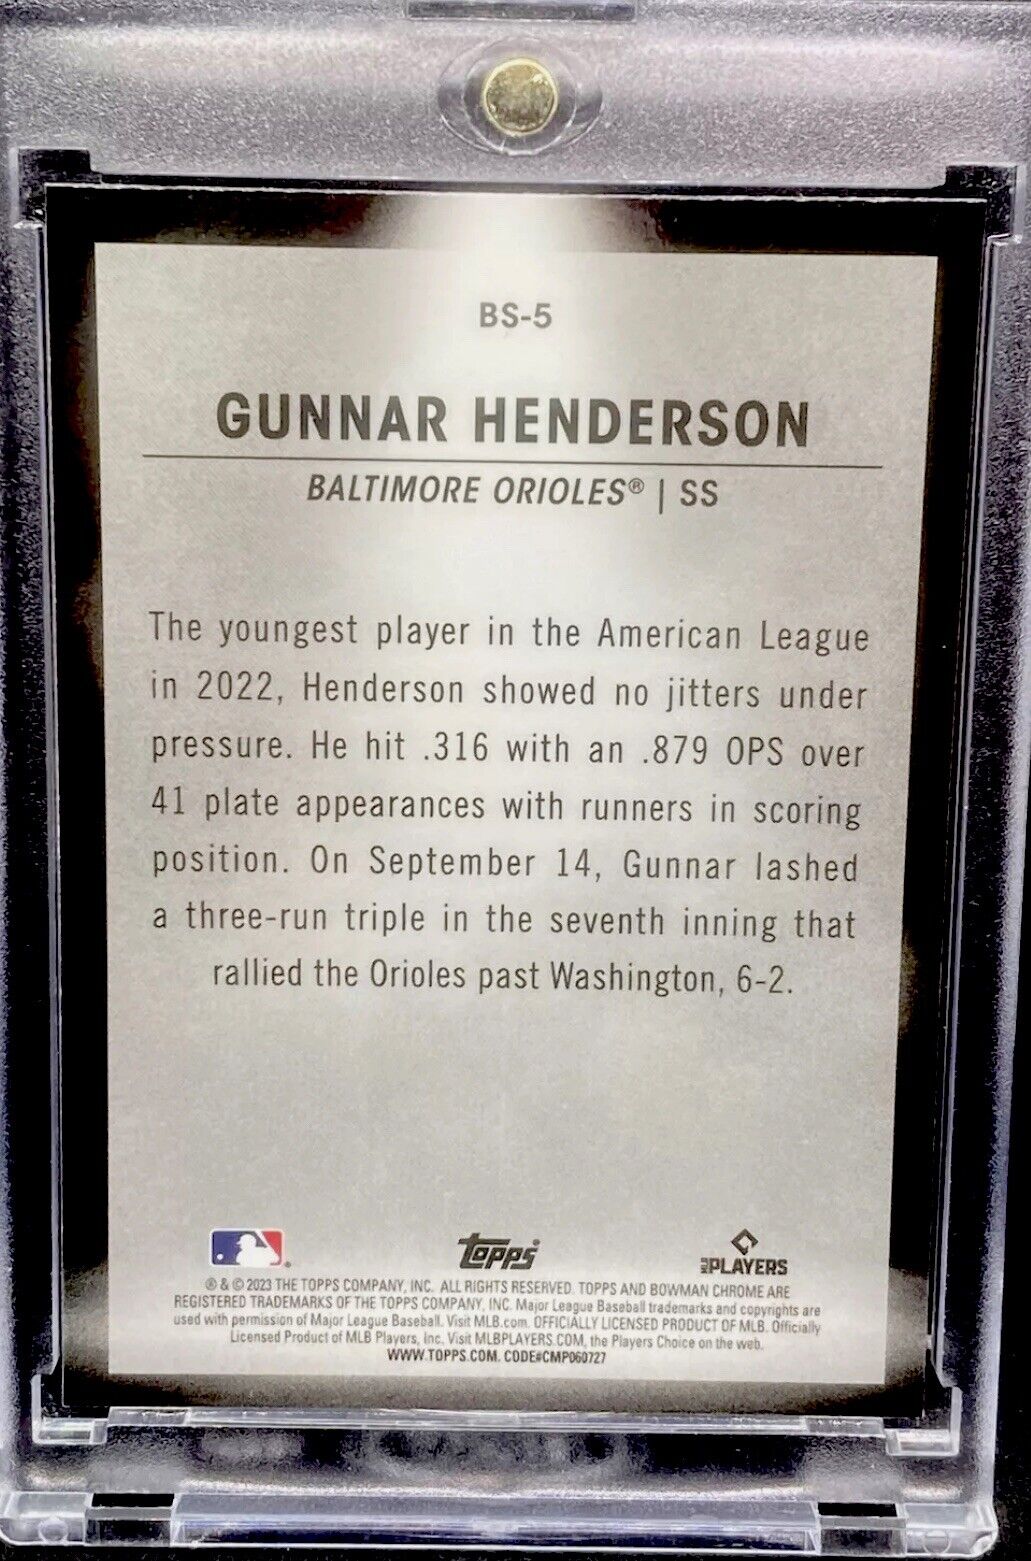 BS-5
GUNNAR HENDERSON
BALTIMORE ORIOLES® | SS
The youngest player in the American League
in 2022, Henderson showed no jitters under
pressure. He hit .316 with an .879 OPS over
41 plate appearances with runners in scoring
position. On September 14, Gunnar lashed
a three-run triple in the seventh inning that
rallied the Orioles past Washington, 6-2.
Topps
MLB PLAYERS
® & © 2023 THE TOPPS COMPANY, INC. ALL RIGHTS RESERVED. TOPPS AND BOWMAN CHROME ARE
REGISTERED TRADEMARKS OF THE TOPPS COMPANY, INC. Major League Baseball trademarks and copyrights are
used with permission of Major League Baseball. Visit MLB.com. OFFICIALLY LICENSED PRODUCT OF MLB. Officially
Licensed Product of MLB Players, Inc. Visit MLBPLAYERS.COM, the Players Choice on the web.
WWW.TOPPS.COM. CODE#CMP060727